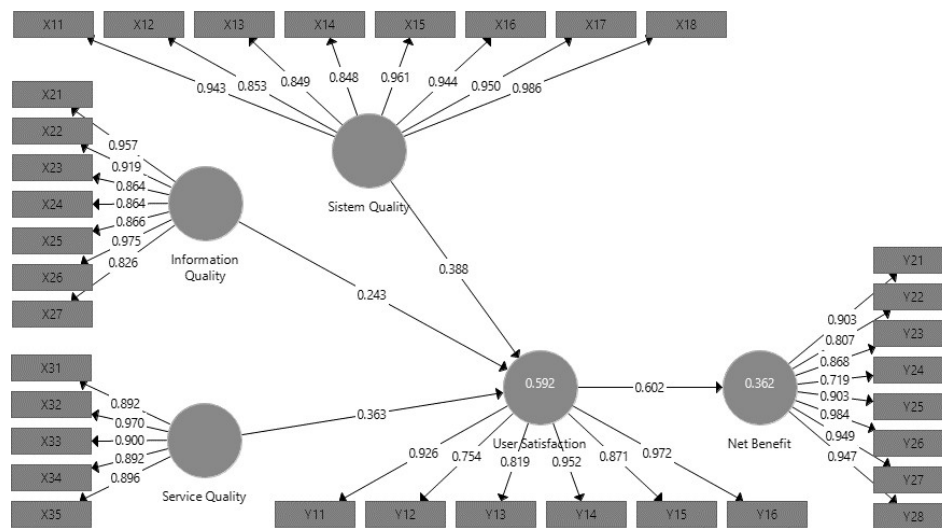 X11 X12 X13 X14 X15 X16 X17 X18
0.943 0.853 0.849 0.848 0.961 0.944 0.950 0.986
Sistem Quality
X21
X22
X23
X24
X25
X26
X27
0.957
0.919
0.864
0.864
0.866
0.975
0.826
Information
Quality
0.388
0.243
X31
X32
X33
X34
X35
0.892
0.970
0.900
0.892
0.896
Service Quality
0.363
0.592
User Satisfaction
0.602
0.362
Net Benefit
0.926 0.754 0.819 0.952 0.871 0.972
Y11 Y12 Y13 Y14 Y15 Y16
0.903
0.807
0.868
0.719
0.903
0.984
0.949
0.947
Y21
Y22
Y23
Y24
Y25
Y26
Y27
Y28